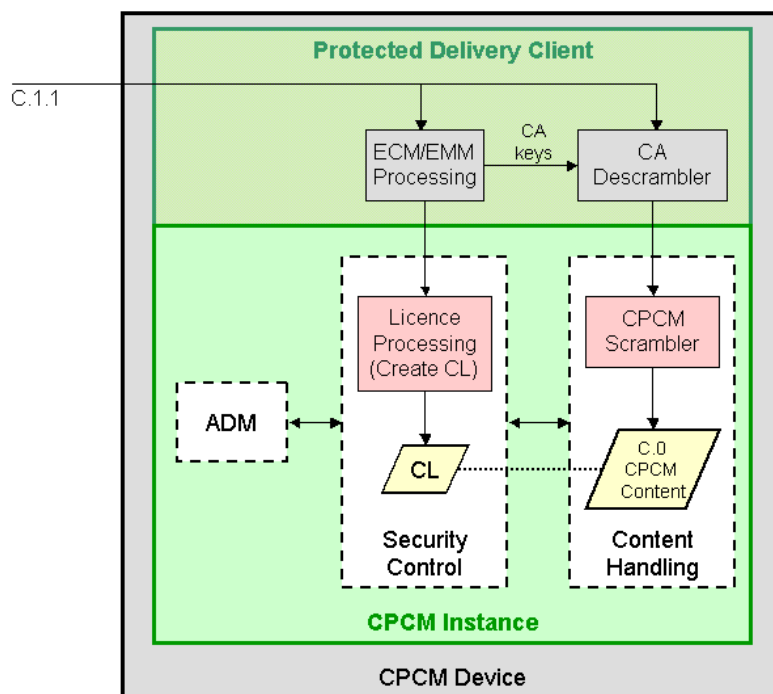 Protected Delivery Client
C.1.1
ECM/EMM
Processing
CA
keys
CA
Descrambler
Licence
Processing
(Create CL)
CPCM
Scrambler
ADM
CL
C.0
CPCM
Content
Security
Control
Content
Handling
CPCM Instance
CPCM Device